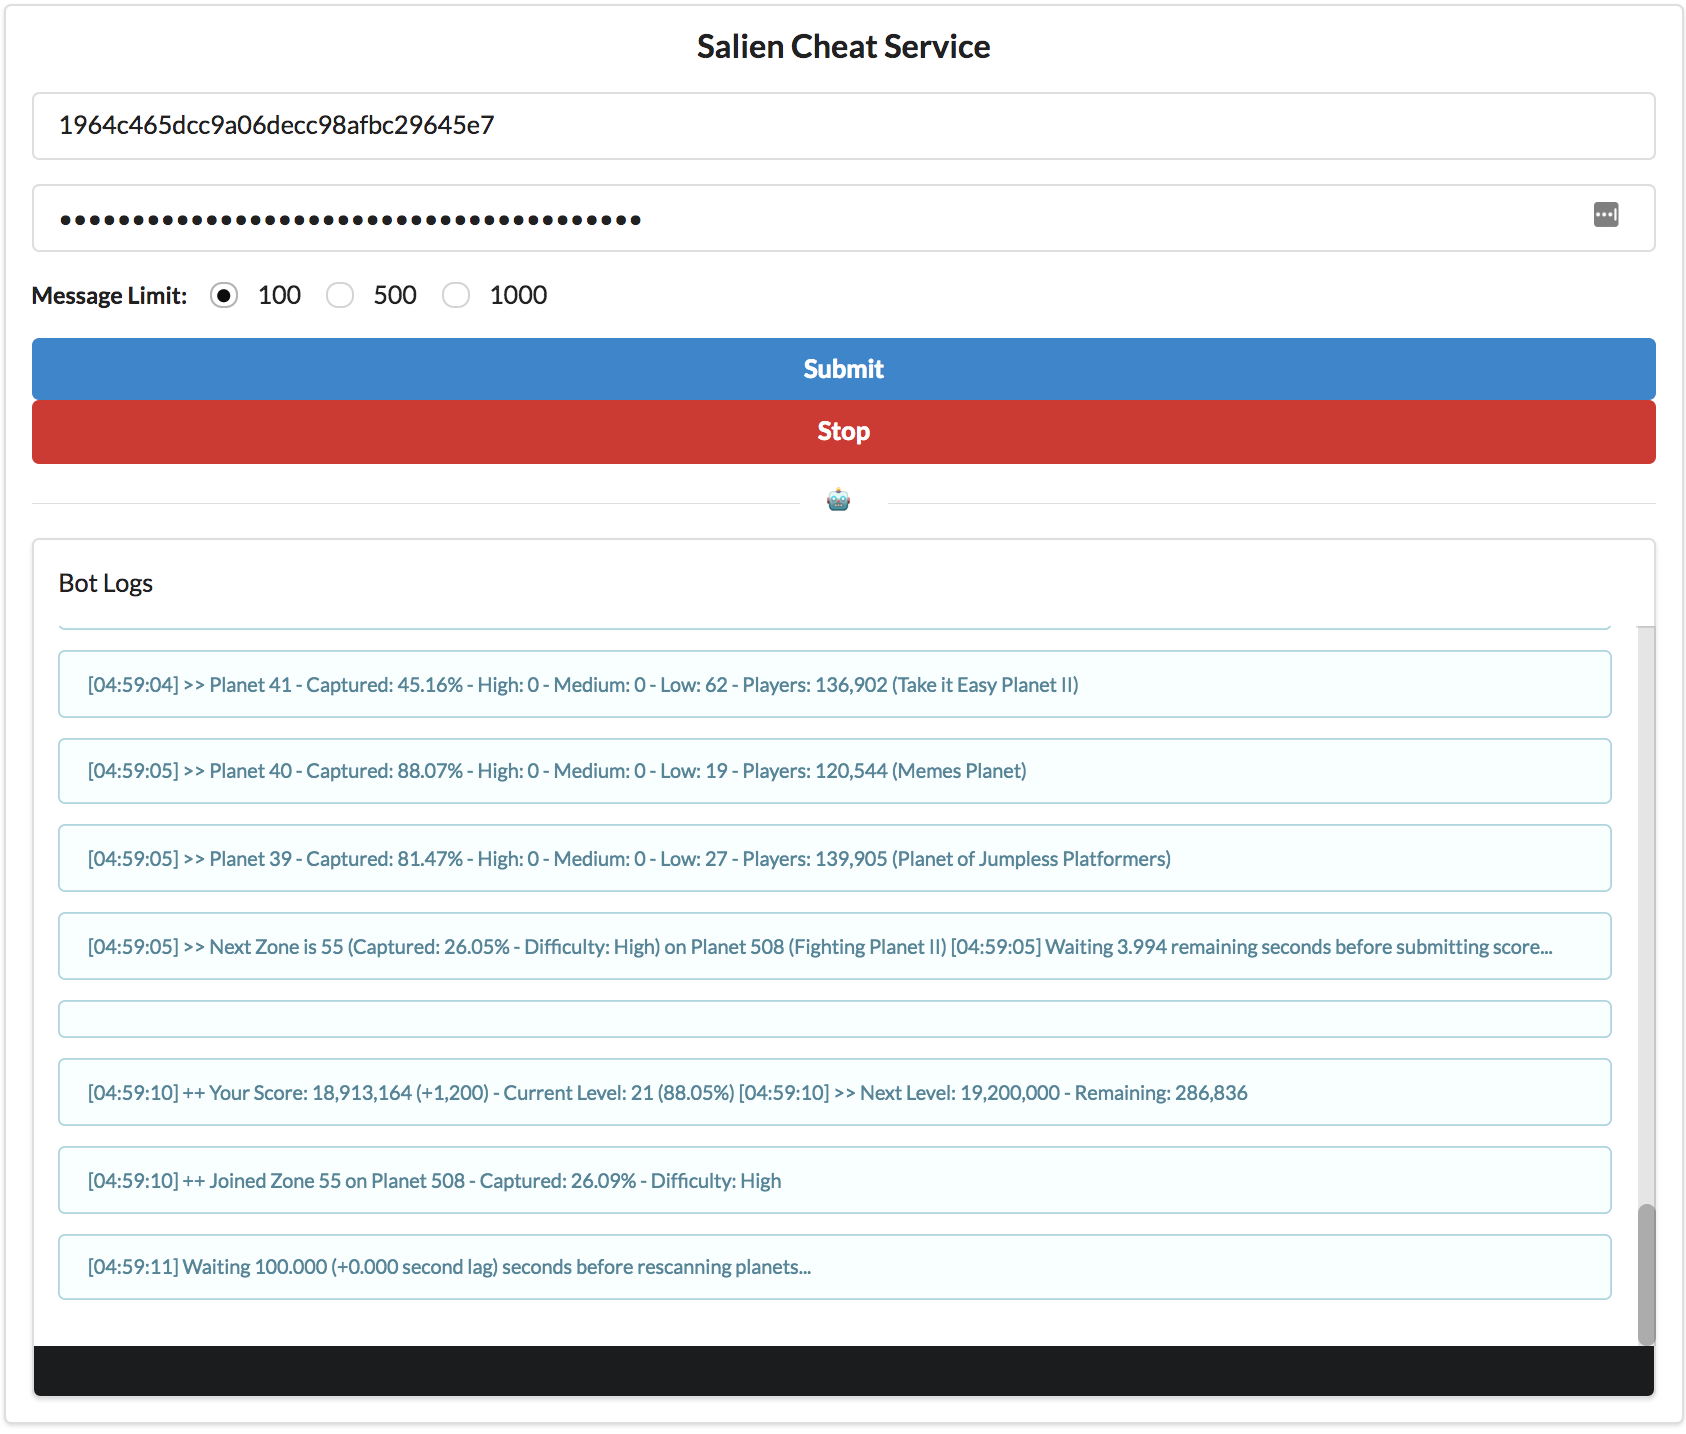 Salien Cheat Service
1964c465dcc9a06decc98afbc29645e7
••••••••••••••••••••••••••••••••••••••••
Message Limit: 100 500 1000
Submit
Stop
Bot Logs
[04:59:04] >> Planet 41 - Captured: 45.16% - High: 0 - Medium: 0 - Low: 62 - Players: 136,902 (Take it Easy Planet II)
[04:59:05] >> Planet 40 - Captured: 88.07% - High: 0 - Medium: 0 - Low: 19 - Players: 120,544 (Memes Planet)
[04:59:05] >> Planet 39 - Captured: 81.47% - High: 0 - Medium: 0 - Low: 27 - Players: 139,905 (Planet of Jumpless Platformers)
[04:59:05] >> Next Zone is 55 (Captured: 26.05% - Difficulty: High) on Planet 508 (Fighting Planet II) [04:59:05] Waiting 3.994 remaining seconds before submitting score...
[04:59:10] ++ Your Score: 18,913,164 (+1,200) - Current Level: 21 (88.05%) [04:59:10] >> Next Level: 19,200,000 - Remaining: 286,836
[04:59:10] ++ Joined Zone 55 on Planet 508 - Captured: 26.09% - Difficulty: High
[04:59:11] Waiting 100.000 (+0.000 second lag) seconds before rescanning planets...